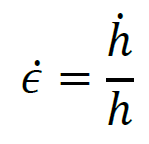 ϵ̇ = ḣ / h